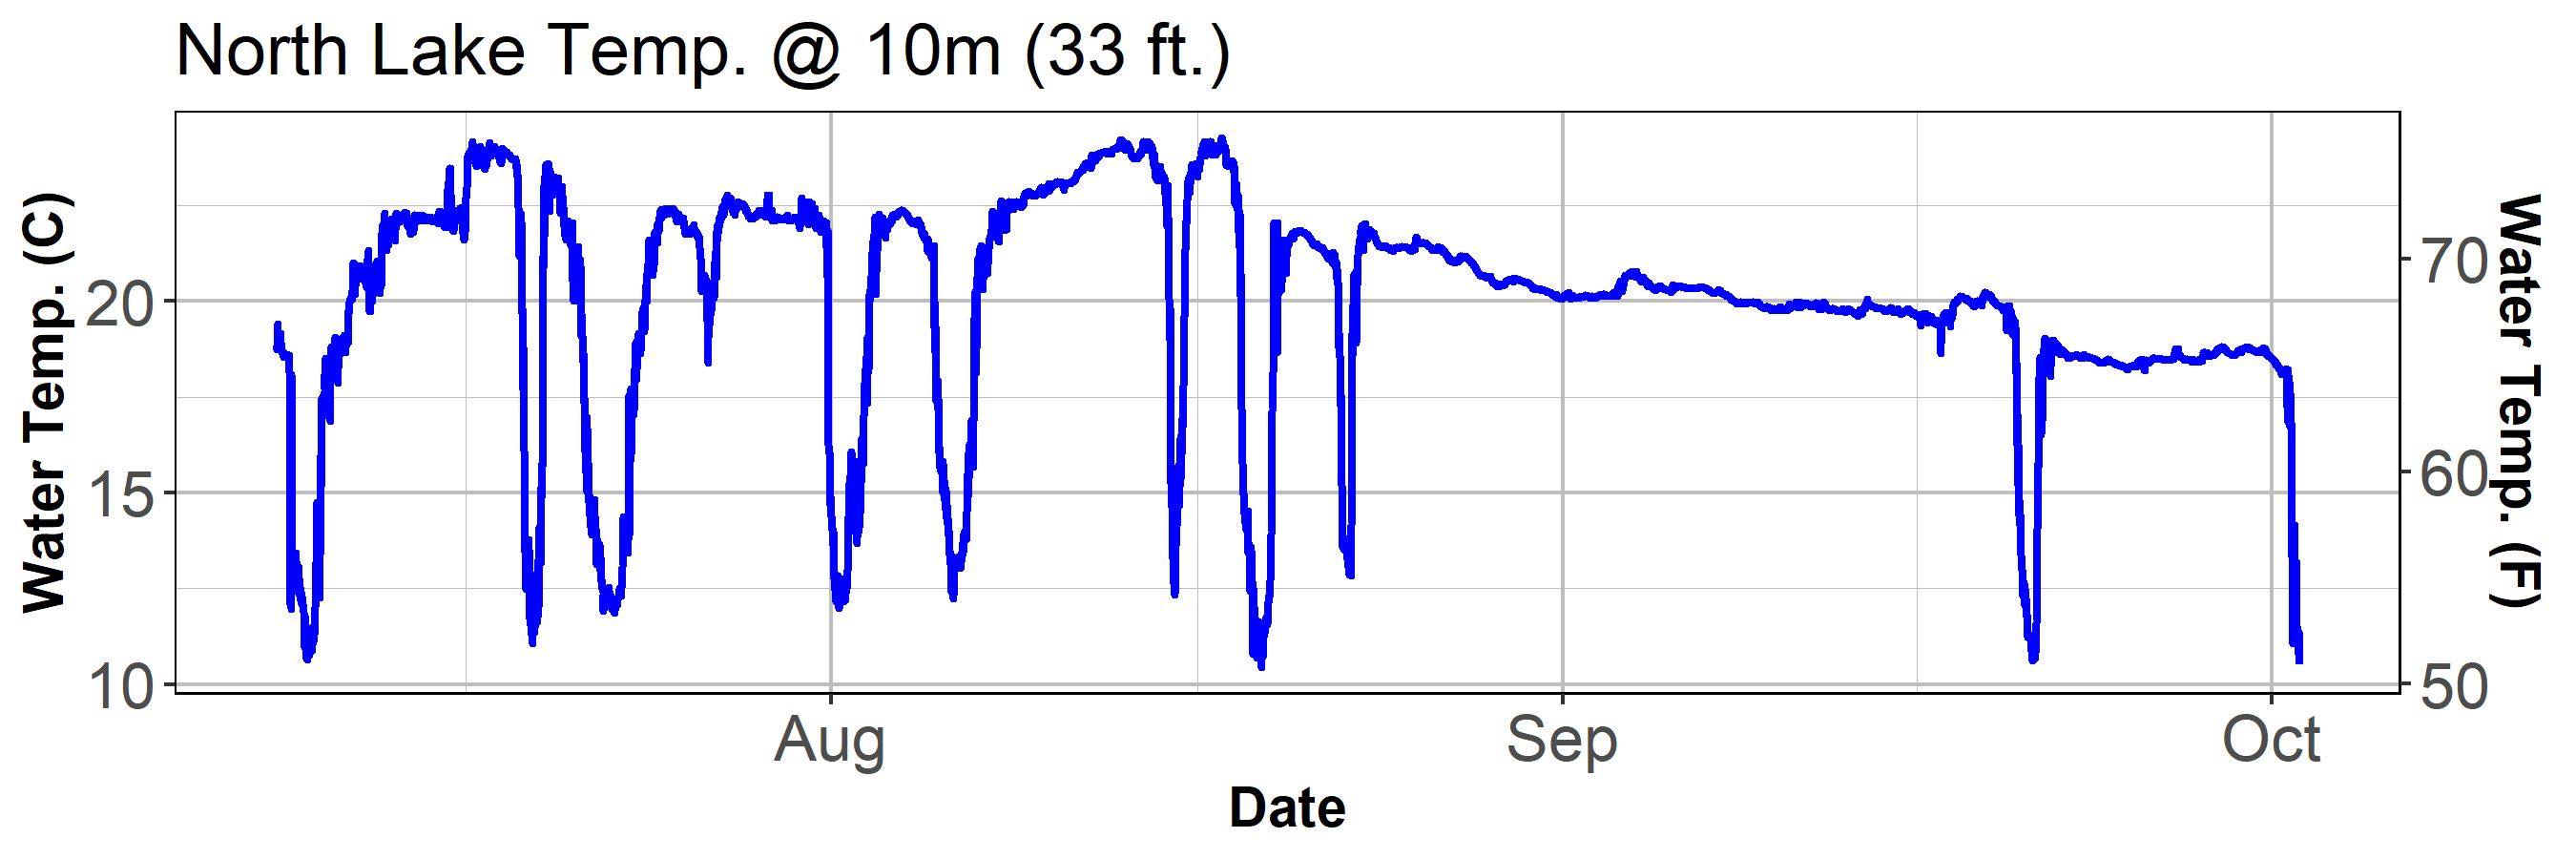 North Lake Temp. @ 10m (33 ft.)
Water Temp. (C)
20
15
10
70
60
50
Water Temp. (F)
Aug
Sep
Oct
Date